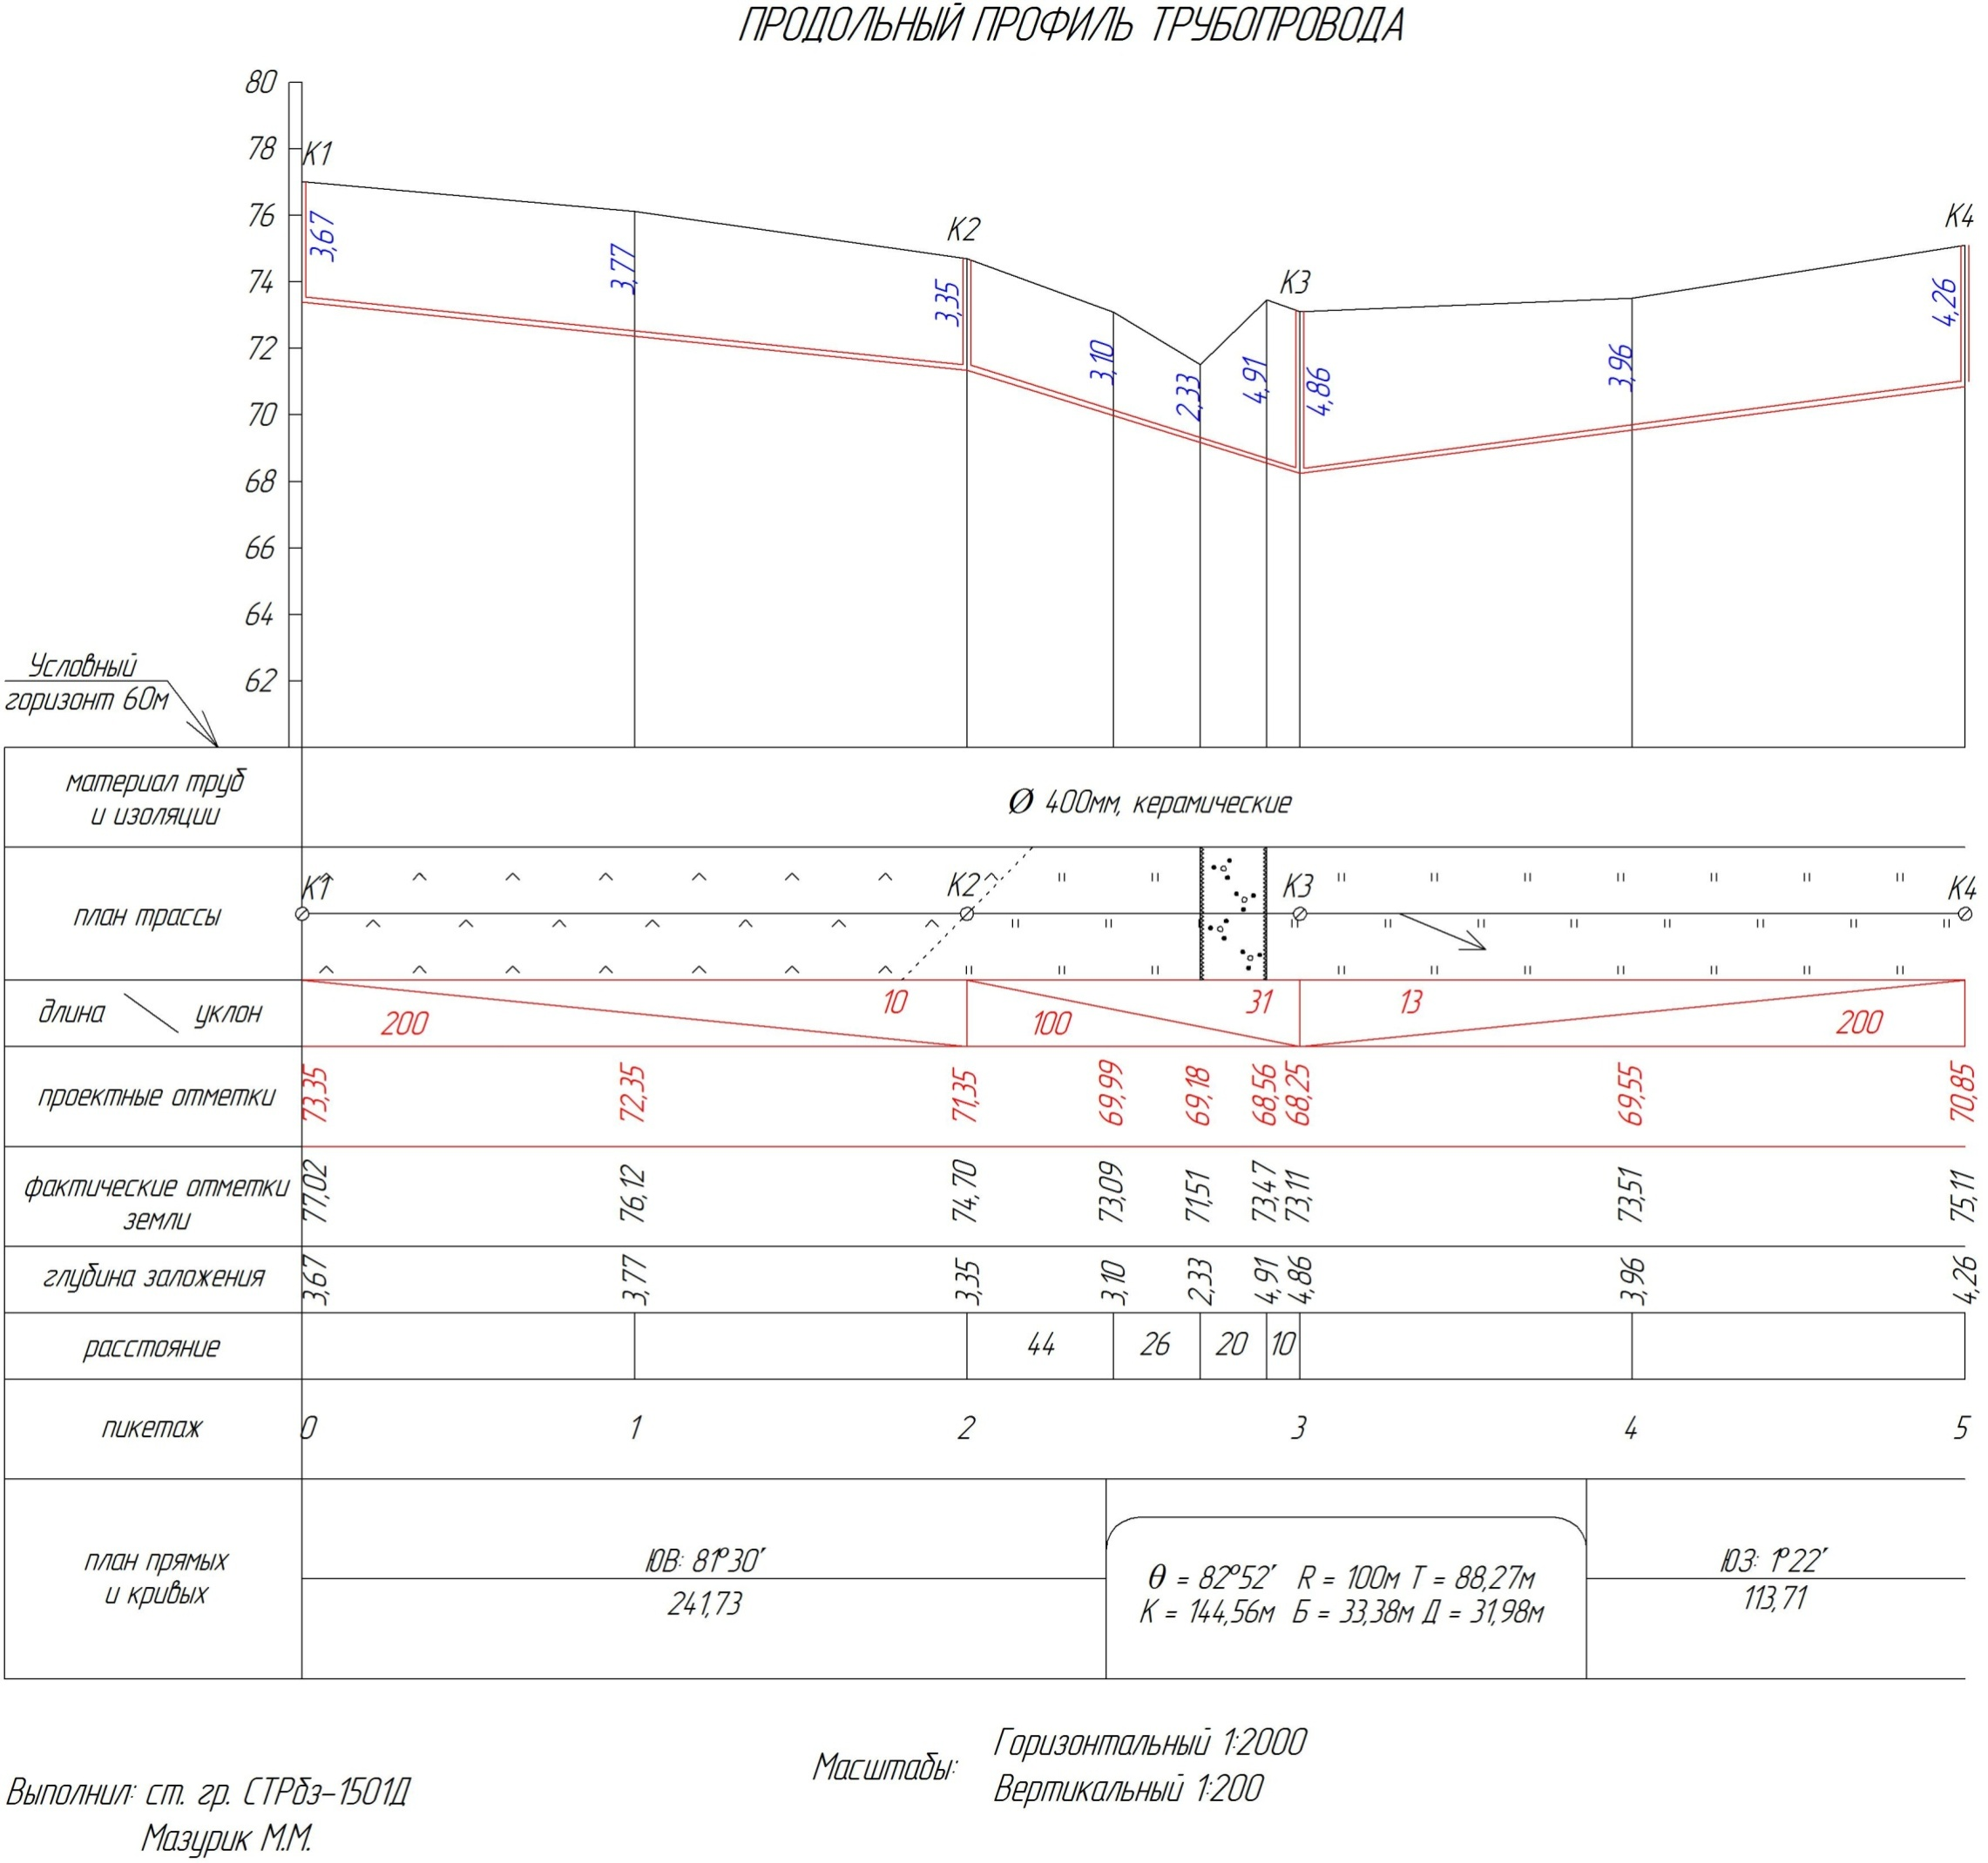 ПРОДОЛЬНЫЙ ПРОФИЛЬ ТРУБОПРОВОДА
80
78
76
74
72
70
68
66
64
62
К1
К2
К3
К4
3,67
3,77
3,35
3,10
2,33
4,91
4,86
3,96
4,26
Условный
горизонт 60м
материал труб
и изоляции
Ø 400мм, керамические
план трассы
К1
К2
К3
К4
длина уклон
200
10
100
31
13
200
проектные отметки
73,35
72,35
71,35
69,99
69,18
68,56
68,25
69,55
70,85
фактические отметки
земли
77,02
76,12
74,70
73,09
71,51
73,47
73,11
73,51
75,11
глубина заложения
3,67
3,77
3,35
3,10
2,33
4,91
4,86
3,96
4,26
расстояние
44
26
20
10
пикетаж
0
1
2
3
4
5
план прямых
и кривых
ЮВ: 81°30′
241,73
θ = 82°52′ R = 100м Т = 88,27м
К = 144,56м Б = 33,38м Д = 31,98м
ЮЗ: 1°22′
113,71
Масштабы:
Горизонтальный 1:2000
Вертикальный 1:200
Выполнил: ст. гр. СТРбз-1501Д
Мазурик М.М.